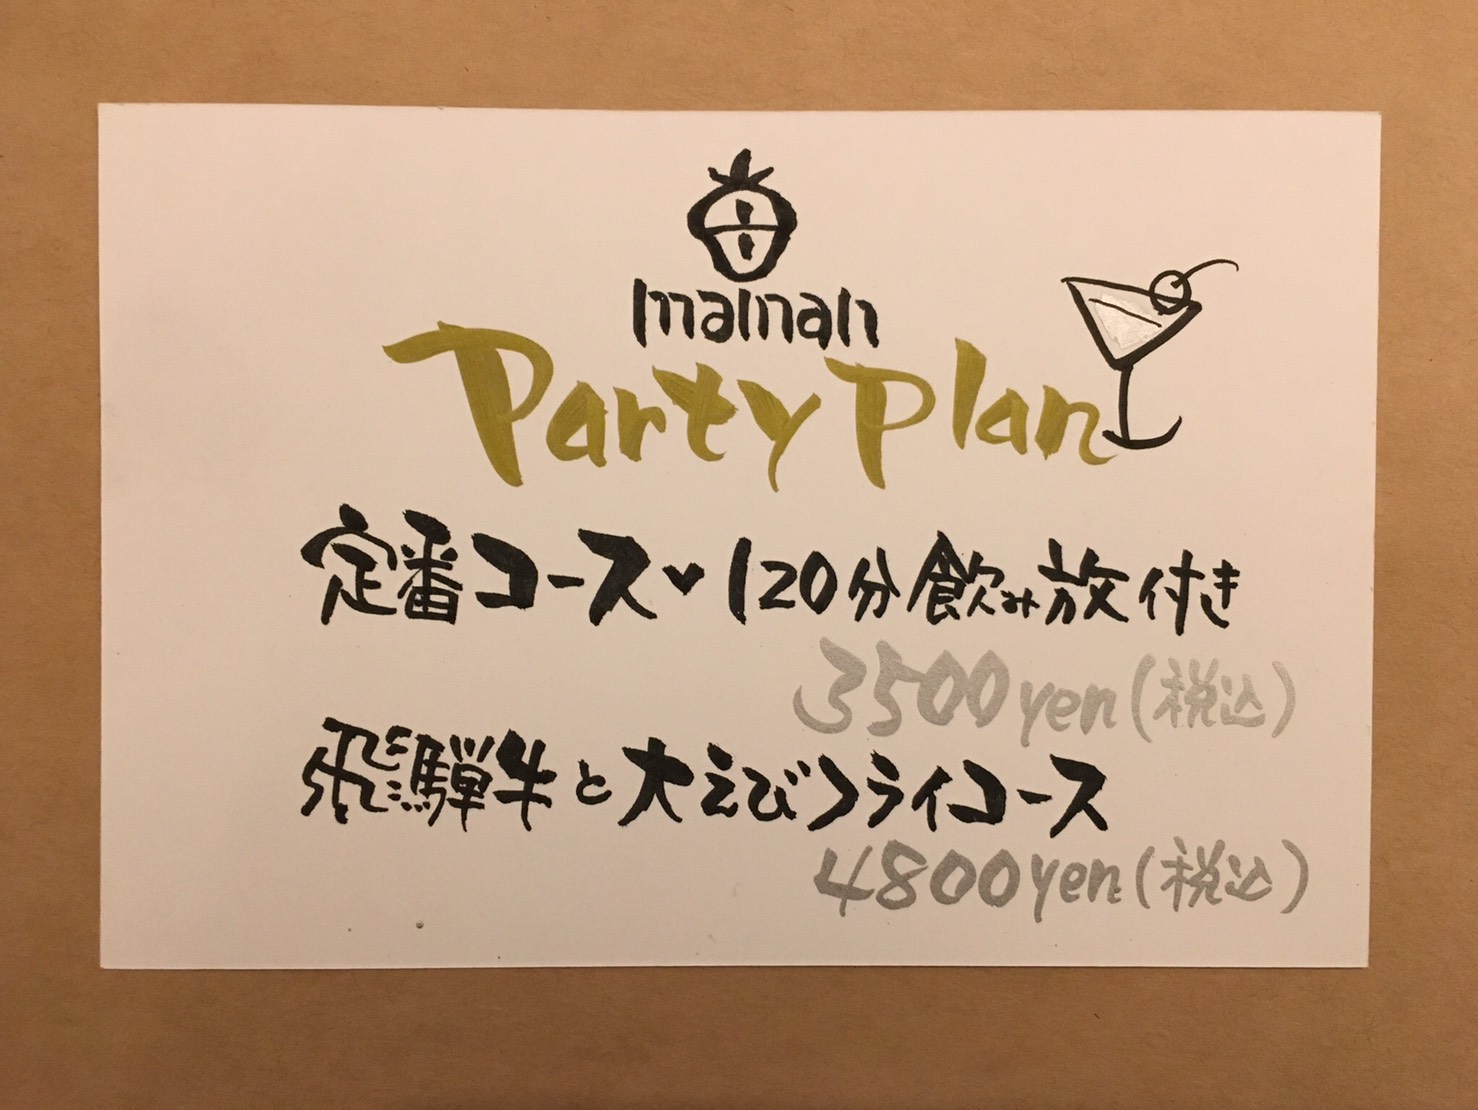 mainan
Party Plan
定番コース♥120分飲み放付き
3500yen(税込)
飛騨牛と大えびフライコース
4800yen(税込)